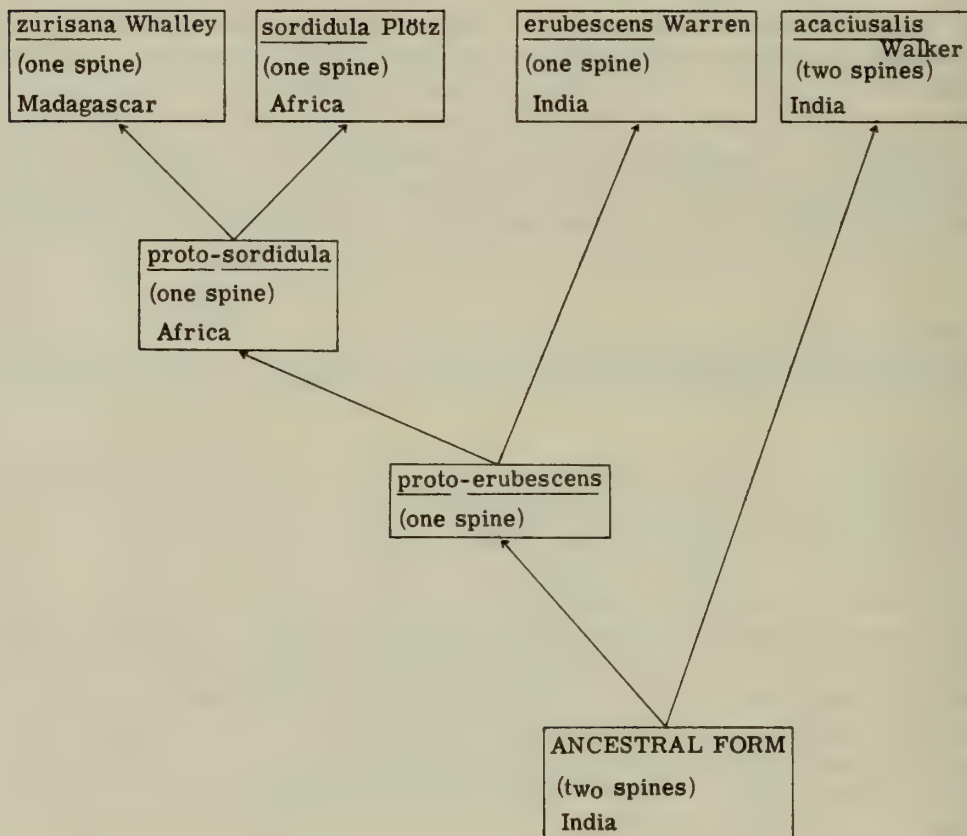 zurisana Whalley
(one spine)
Madagascar
sordidula Plötz
(one spine)
Africa
erubescens Warren
(one spine)
India
acaciusalis
Walker
(two spines)
India
proto-sordidula
(one spine)
Africa
proto-erubescens
(one spine)
ANCESTRAL FORM
(two spines)
India